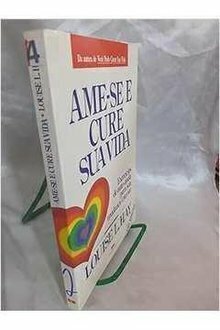 Da autora de Você Pode Curar Sua Vida
AME-SE E
CURE
SUA VIDA
LOUISE L. HAY
AME-SE E CURE SUA VIDA • LOUISE L. HAY